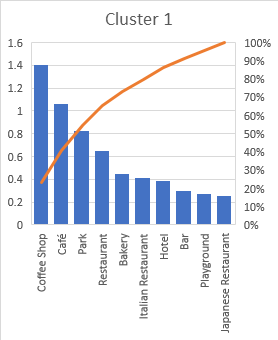 Cluster 1
1.6
1.4
1.2
1
0.8
0.6
0.4
0.2
0
100%
90%
80%
70%
60%
50%
40%
30%
20%
10%
0%
Coffee Shop
Café
Park
Restaurant
Bakery
Italian Restaurant
Hotel
Bar
Playground
Japanese Restaurant